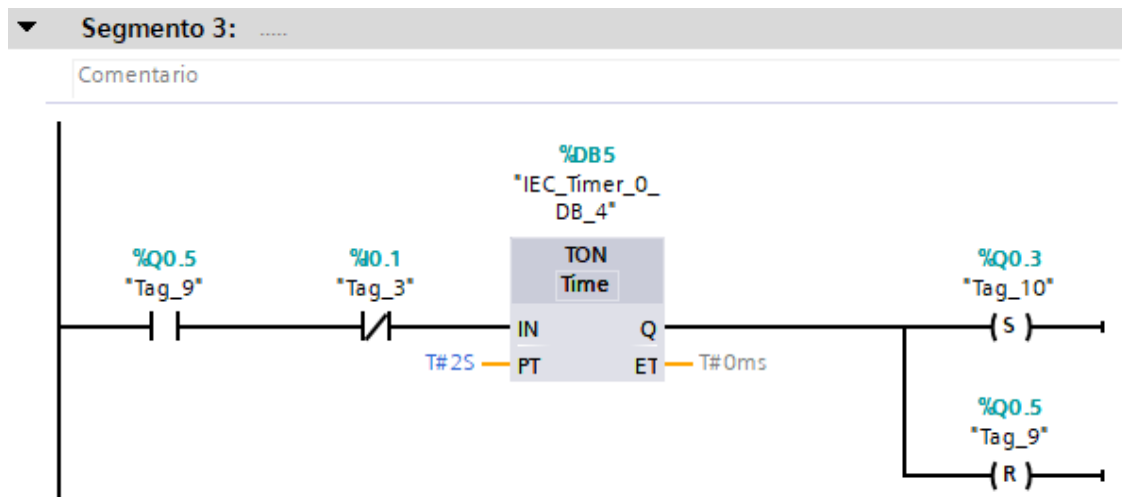 Segmento 3: .....
Comentario
%DB5
"IEC_Timer_0_
DB_4"
%Q0.5
"Tag_9"
%I0.1
"Tag_3"
TON
Time
%Q0.3
"Tag_10"
IN
Q
S
T#2S
PT
ET
T#0ms
%Q0.5
"Tag_9"
R